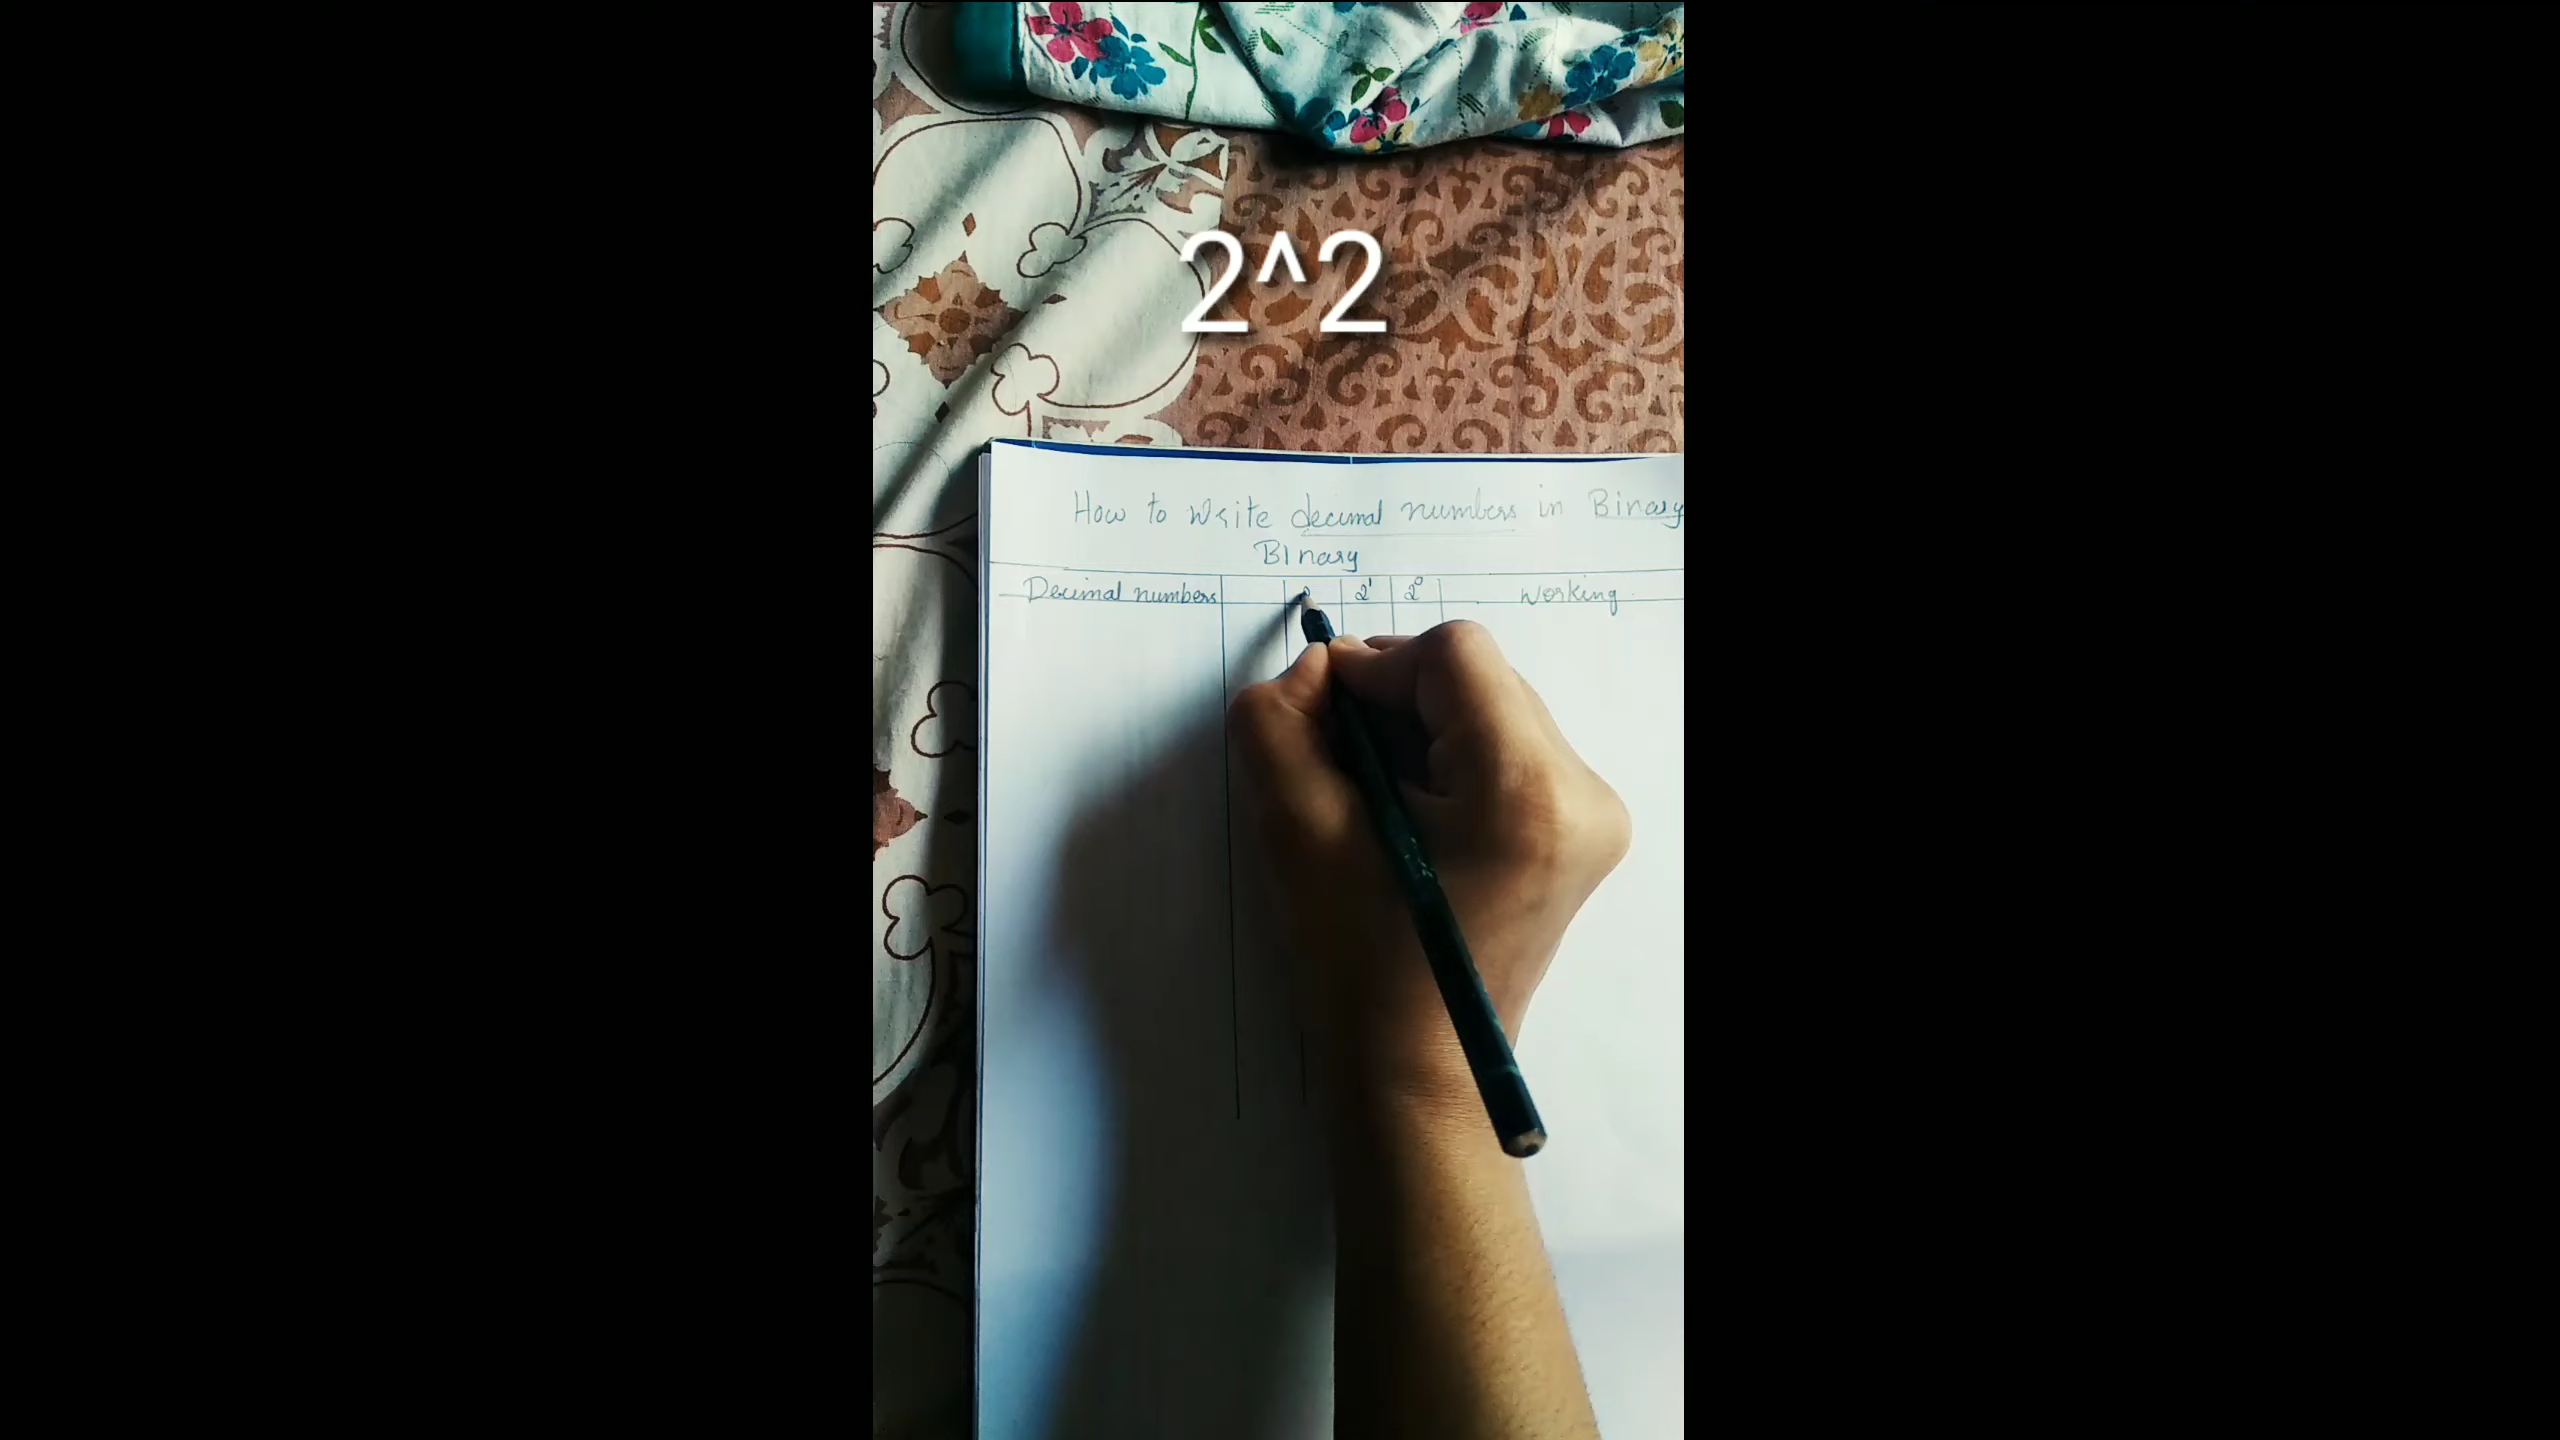 2^2
How to write decimal numbers in Binary
BInary
Decimal numbers 2¹ 2⁰ Working